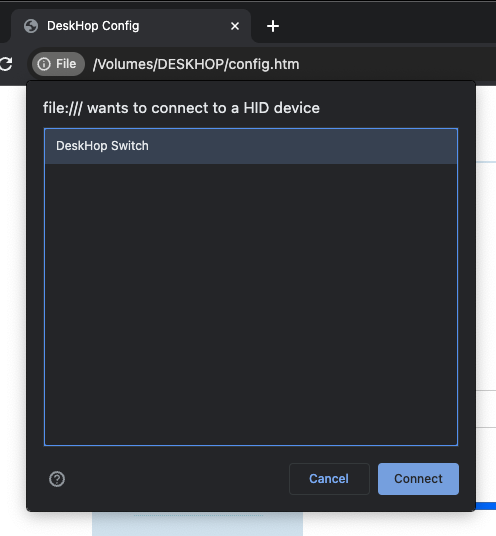 DeskHop Config
File /Volumes/DESKHOP/config.htm
file:/// wants to connect to a HID device
DeskHop Switch
Cancel Connect